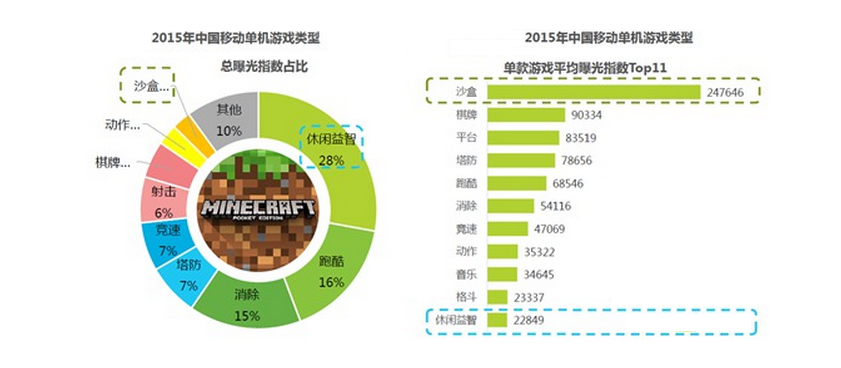 2015年中国移动单机游戏类型
总曝光指数占比
沙盒...
动作...
棋牌...
其他
10%
休闲益智
28%
射击
6%
竞速
7%
塔防
7%
消除
15%
跑酷
16%
MINECRAFT
POCKET EDITION
2015年中国移动单机游戏类型
单款游戏平均曝光指数Top11
沙盒 247646
棋牌 90334
平台 83519
塔防 78656
跑酷 68546
消除 54116
竞速 47069
动作 35322
音乐 34645
格斗 23337
休闲益智 22849